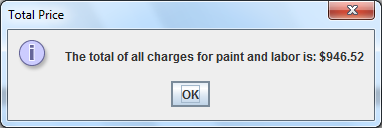 Total Price
The total of all charges for paint and labor is: $946.52
OK